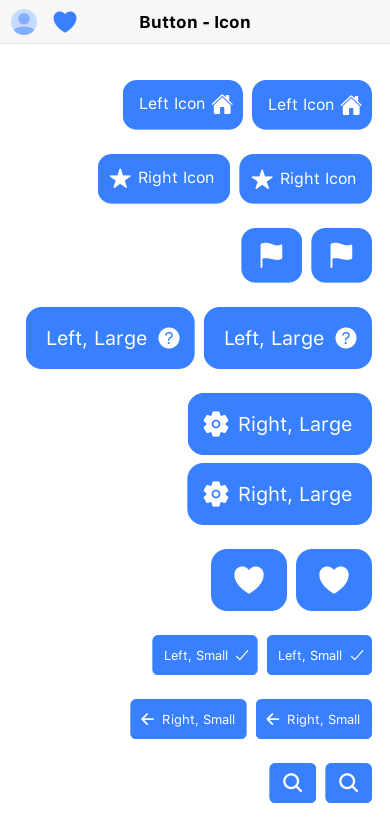 Button - Icon
Left Icon Left Icon
Right Icon Right Icon
Left, Large ? Left, Large ?
Right, Large
Right, Large
Left, Small Left, Small
Right, Small Right, Small